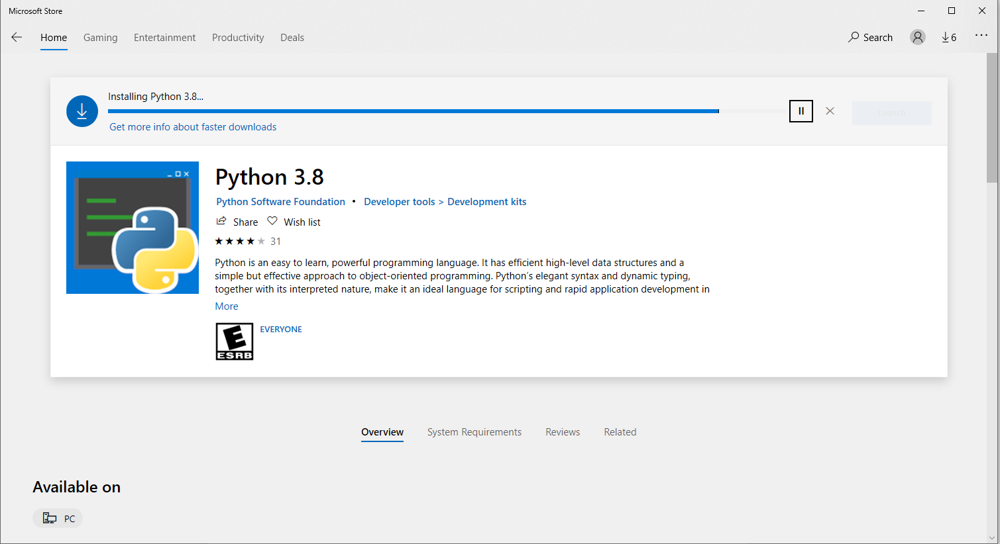 Microsoft Store
Home Gaming Entertainment Productivity Deals Search 6
Installing Python 3.8...
Launch
Get more info about faster downloads
Python 3.8
Python Software Foundation • Developer tools > Development kits
Share Wish list
31
Python is an easy to learn, powerful programming language. It has efficient high-level data structures and a
simple but effective approach to object-oriented programming. Python's elegant syntax and dynamic typing,
together with its interpreted nature, make it an ideal language for scripting and rapid application development in
More
E EVERYONE
ESRB
Overview System Requirements Reviews Related
Available on
PC